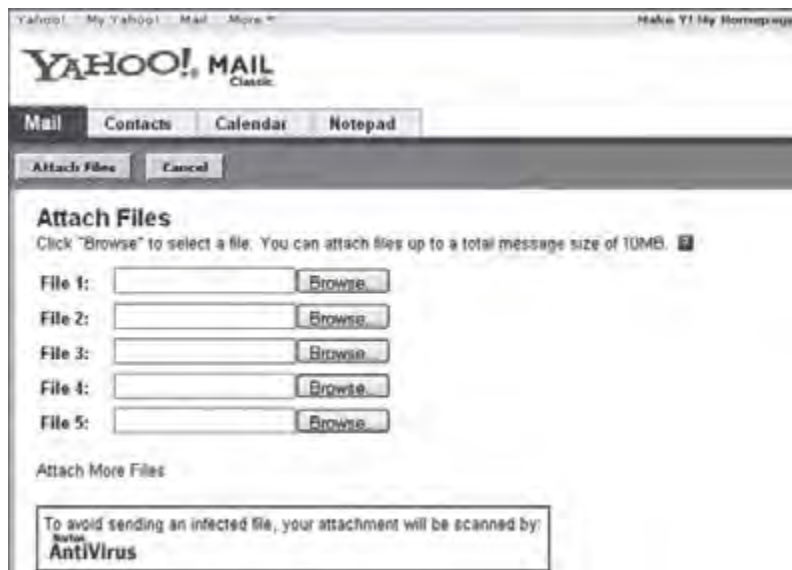 Yahoo! My Yahoo! Mail More
Make Y! My Homepage
YAHOO!® MAIL
Classic
Mail Contacts Calendar Notepad
Attach Files Cancel
Attach Files
Click "Browse" to select a file. You can attach files up to a total message size of 10MB. ?
File 1: Browse...
File 2: Browse...
File 3: Browse...
File 4: Browse...
File 5: Browse...
Attach More Files
To avoid sending an infected file, your attachment will be scanned by:
Norton
AntiVirus